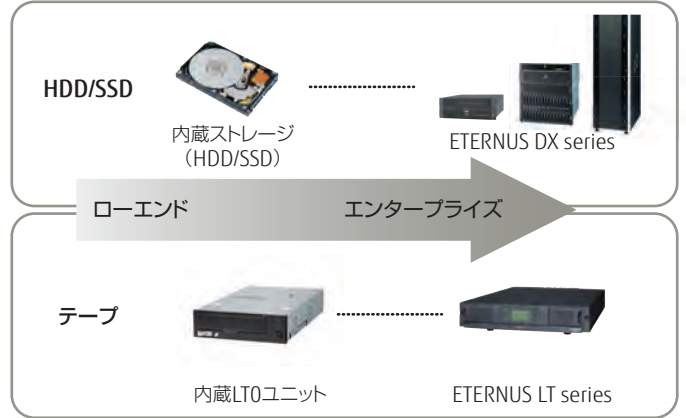 HDD/SSD
内蔵ストレージ
（HDD/SSD）
ETERNUS DX series
ローエンド
エンタープライズ
テープ
内蔵LTOユニット
ETERNUS LT series